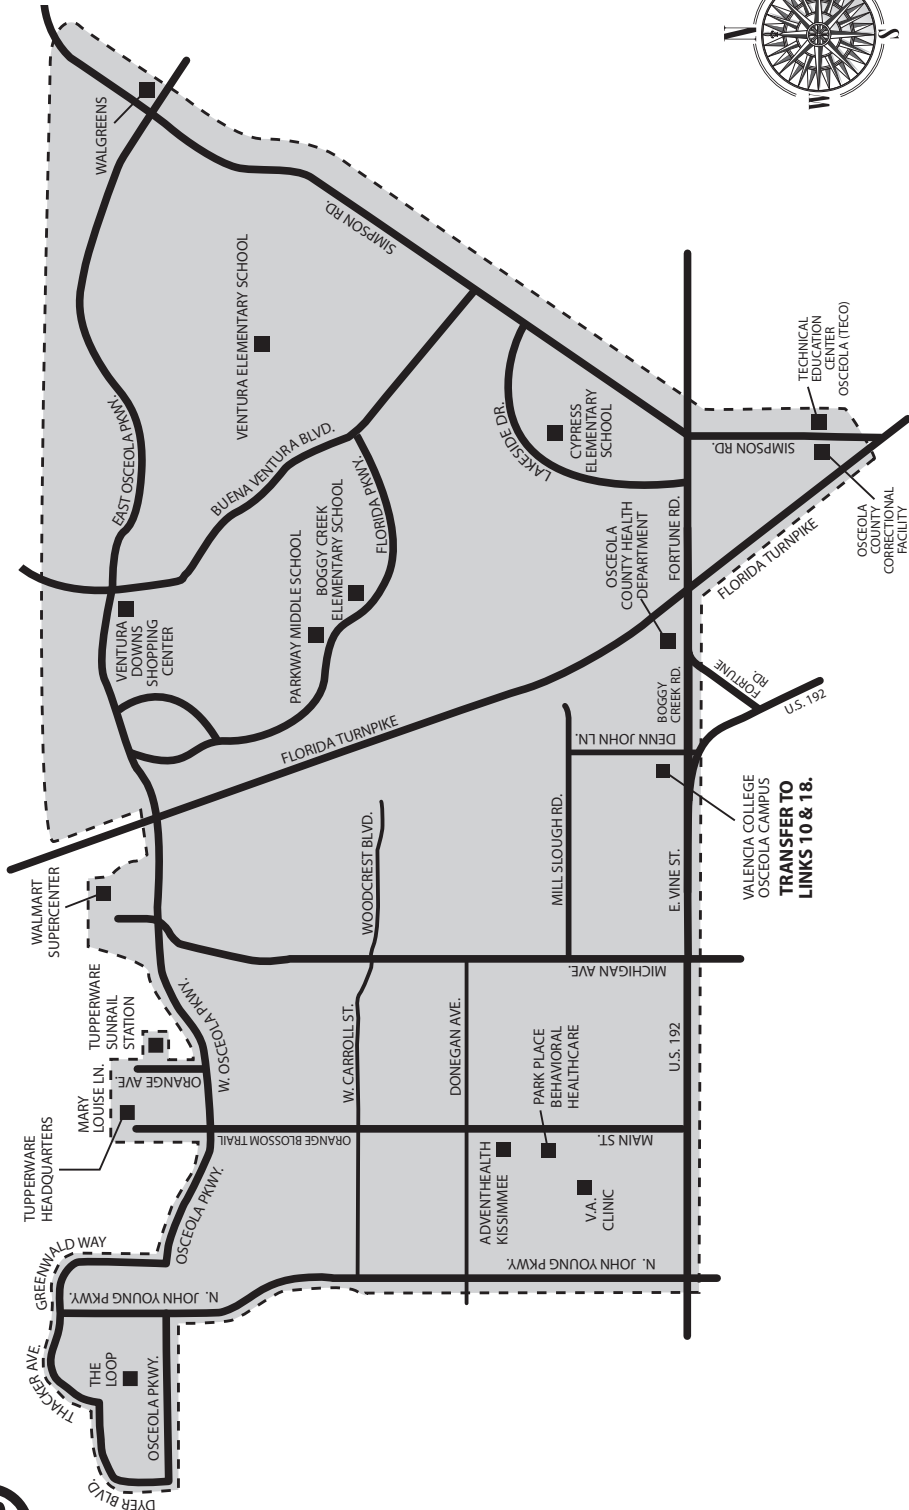 N
S
W
WALGREENS
SIMPSON RD.
VENTURA ELEMENTARY SCHOOL
EAST OSCEOLA PKWY.
BUENA VENTURA BLVD.
FLORIDA PKWY.
LAKESIDE DR.
CYPRESS
ELEMENTARY
SCHOOL
TECHNICAL
EDUCATION
CENTER
OSCEOLA (TECO)
SIMPSON RD.
OSCEOLA
COUNTY
CORRECTIONAL
FACILITY
FORTUNE RD.
FLORIDA TURNPIKE
OSCEOLA
COUNTY HEALTH
DEPARTMENT
PARKWAY MIDDLE SCHOOL
BOGGY CREEK
ELEMENTARY SCHOOL
VENTURA
DOWNS
SHOPPING
CENTER
FLORIDA TURNPIKE
BOGGY
CREEK RD.
FORTUNE
RD.
U.S. 192
DENN JOHN LN.
MILL SLOUGH RD.
WOODCREST BLVD.
E. VINE ST.
VALENCIA COLLEGE
OSCEOLA CAMPUS
TRANSFER TO
LINKS 10 & 18.
WALMART
SUPERCENTER
MICHIGAN AVE.
TUPPERWARE
SUNRAIL
STATION
W. OSCEOLA PKWY.
ORANGE AVE.
MARY
LOUISE LN.
W. CARROLL ST.
DONEGAN AVE.
PARK PLACE
BEHAVIORAL
HEALTHCARE
U.S. 192
TUPPERWARE
HEADQUARTERS
ORANGE BLOSSOM TRAIL
MAIN ST.
ADVENTHEALTH
KISSIMMEE
V.A.
CLINIC
OSCEOLA PKWY.
GREENWALD WAY
N. JOHN YOUNG PKWY.
N. JOHN YOUNG PKWY.
THACKER AVE.
THE
LOOP
OSCEOLA PKWY.
DYER BLVD.